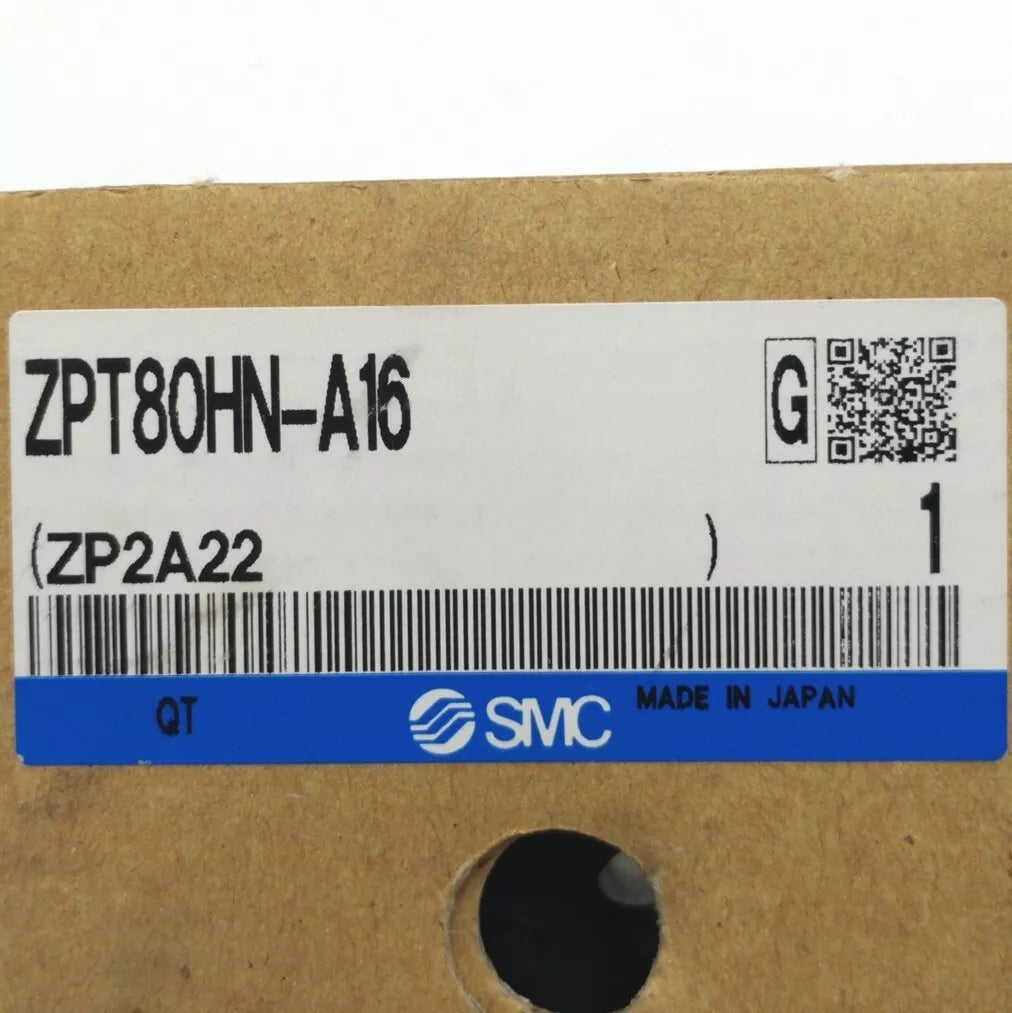 ZPT80HN-A16
G
(ZP2A22 )
1
QT
SMC
MADE IN JAPAN